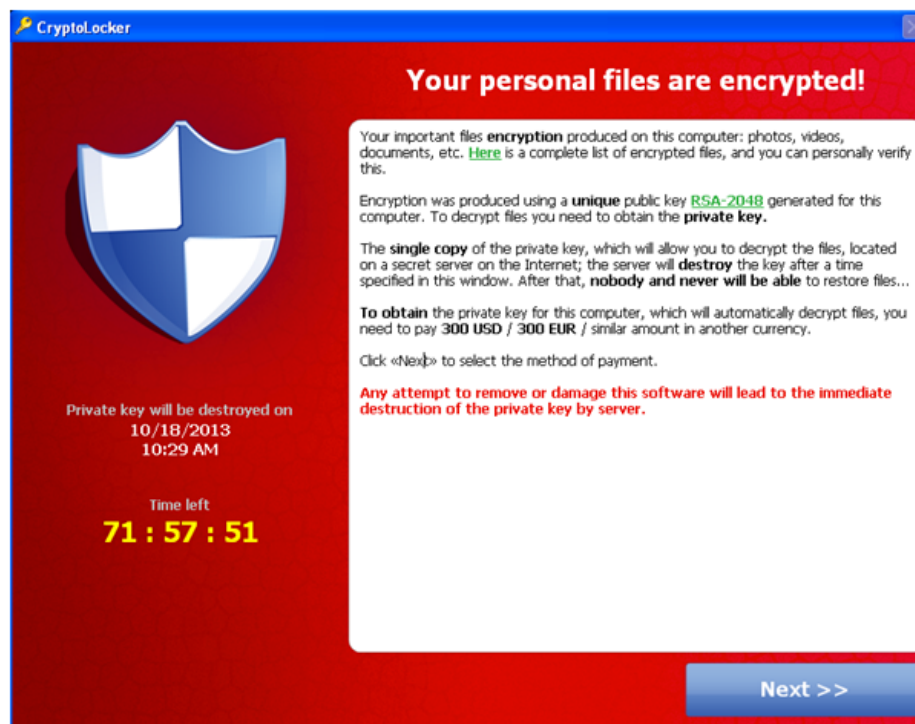 CryptoLocker
Your personal files are encrypted!
Your important files encryption produced on this computer: photos, videos,
documents, etc. Here is a complete list of encrypted files, and you can personally verify
this.
Encryption was produced using a unique public key RSA-2048 generated for this
computer. To decrypt files you need to obtain the private key.
The single copy of the private key, which will allow you to decrypt the files, located
on a secret server on the Internet; the server will destroy the key after a time
specified in this window. After that, nobody and never will be able to restore files...
To obtain the private key for this computer, which will automatically decrypt files, you
need to pay 300 USD / 300 EUR / similar amount in another currency.
Click «Next» to select the method of payment.
Any attempt to remove or damage this software will lead to the immediate
destruction of the private key by server.
Private key will be destroyed on
10/18/2013
10:29 AM
Time left
71 : 57 : 51
Next >>